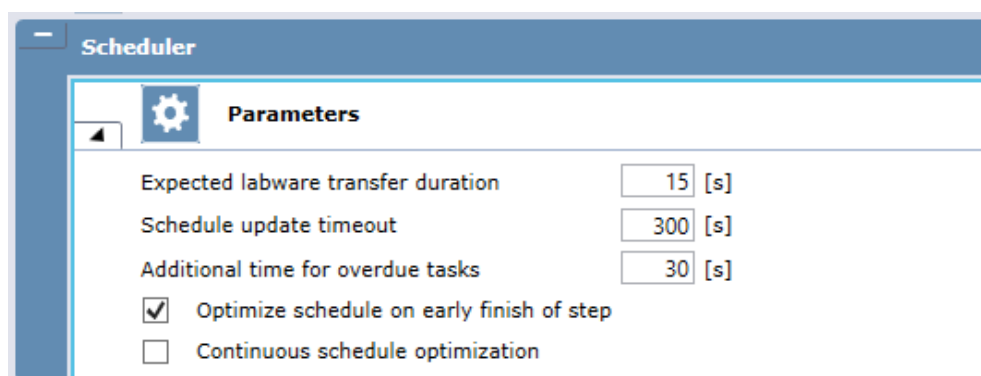 Scheduler
Parameters
Expected labware transfer duration 15 [s]
Schedule update timeout 300 [s]
Additional time for overdue tasks 30 [s]
Optimize schedule on early finish of step
Continuous schedule optimization